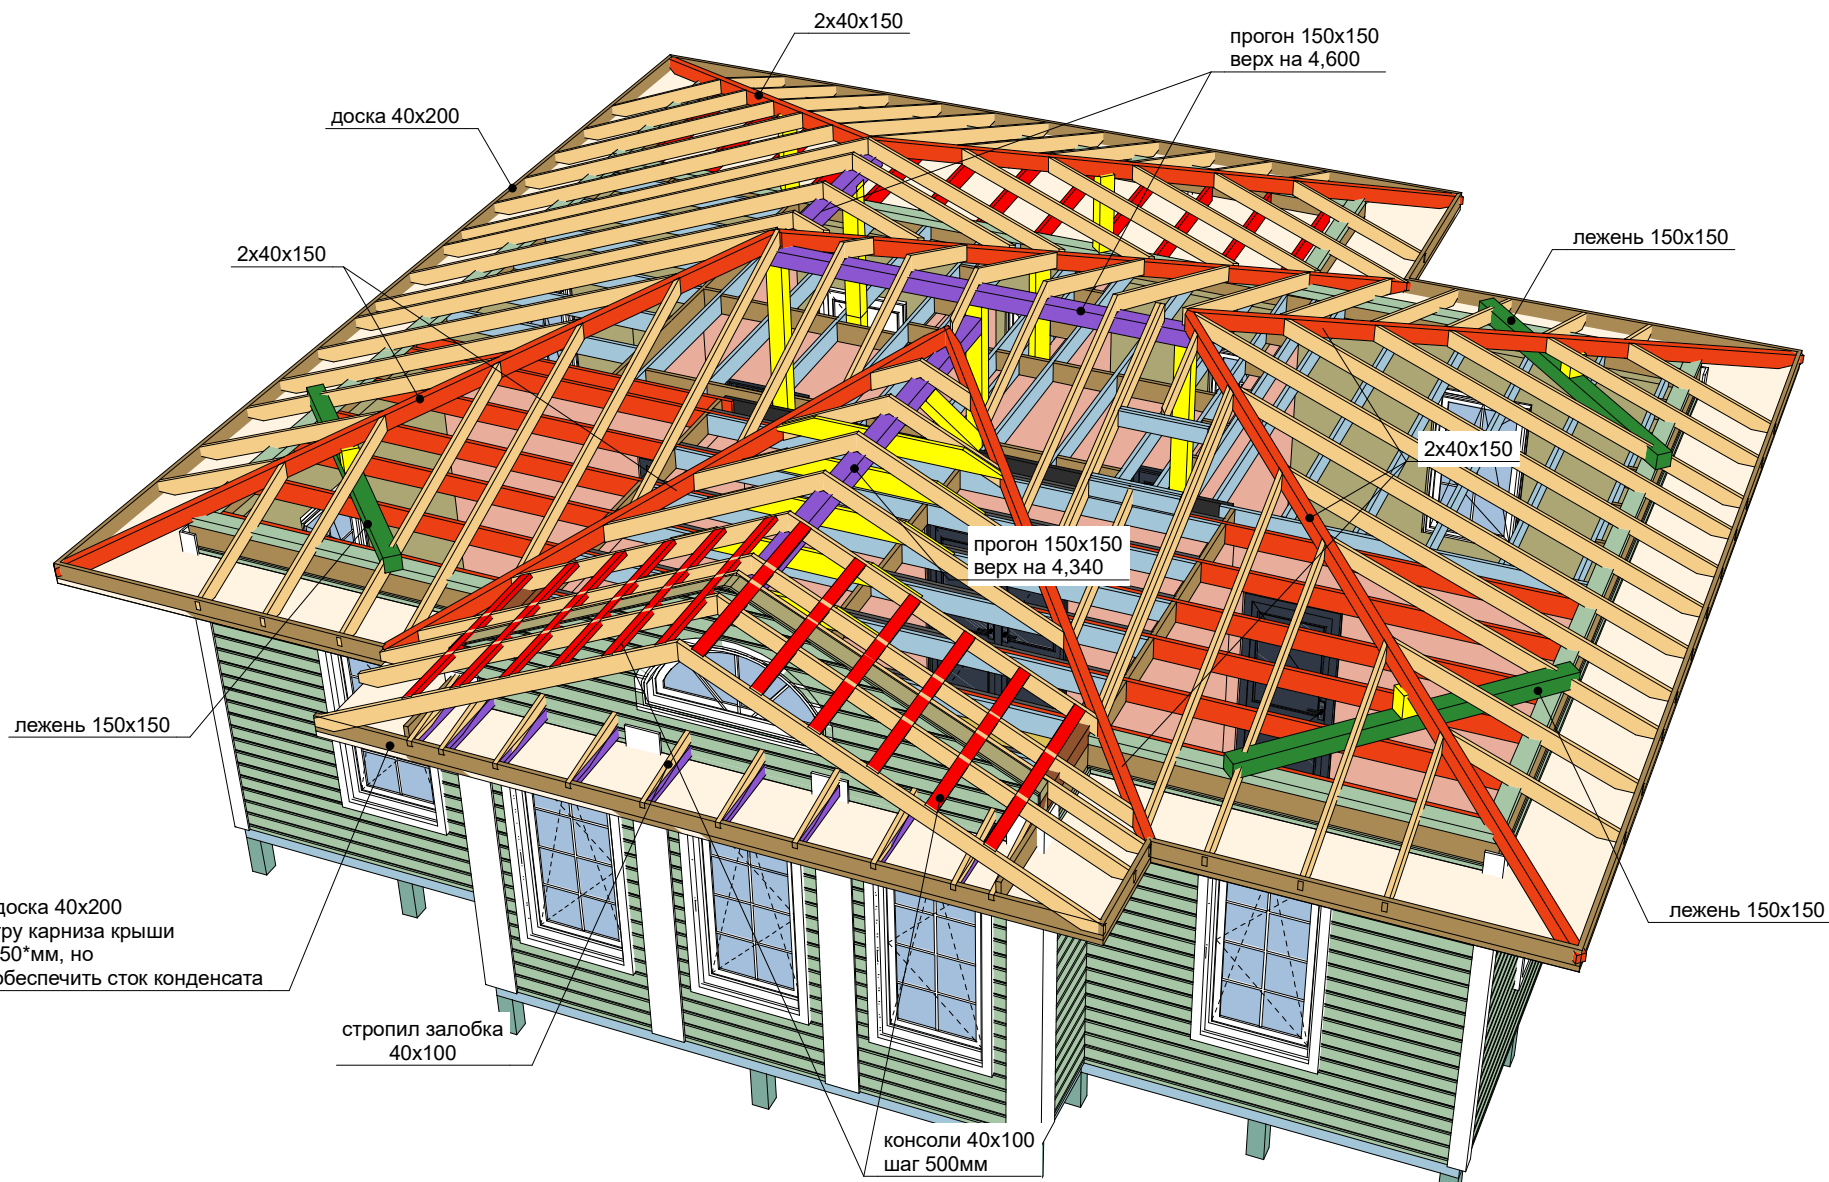 2х40х150
прогон 150х150
верх на 4,600
доска 40х200
лежень 150х150
2х40х150
2х40х150
прогон 150х150
верх на 4,340
лежень 150х150
доска 40х200
карниза крыши
50*мм, но
обеспечить сток конденсата
лежень 150х150
стропил залобка
40х100
консоли 40х100
шаг 500мм